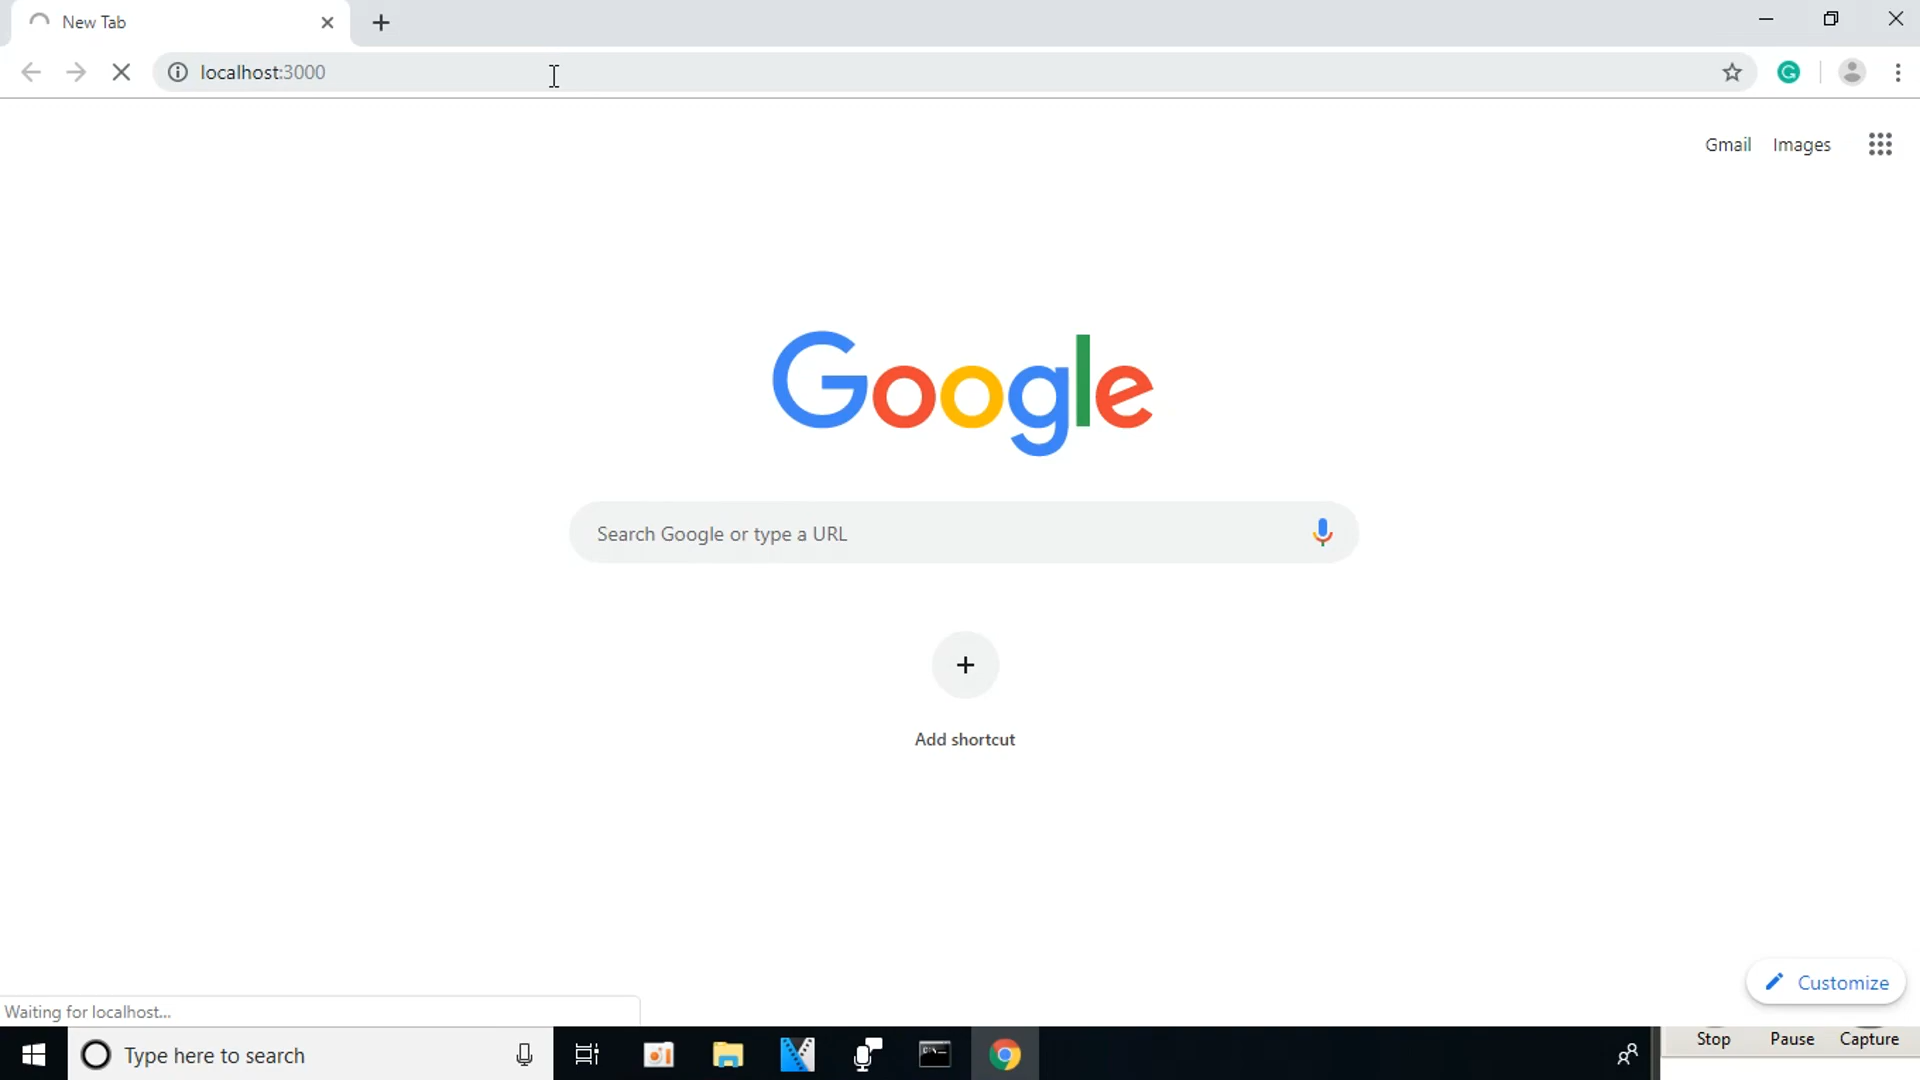 New Tab
localhost:3000
Gmail Images
Google
Search Google or type a URL
Add shortcut
Customize
Waiting for localhost...
Type here to search
Stop Pause Capture